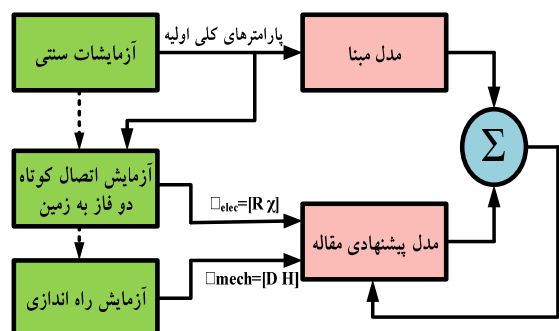 آزمایشات سنتی
پارامترهای کلی اولیه
مدل مبنا
Σ
آزمایش اتصال کوتاه
دو فاز به زمین
□elec=[R χ]
مدل پیشنهادی مقاله
□mech=[D H]
آزمایش راه اندازی